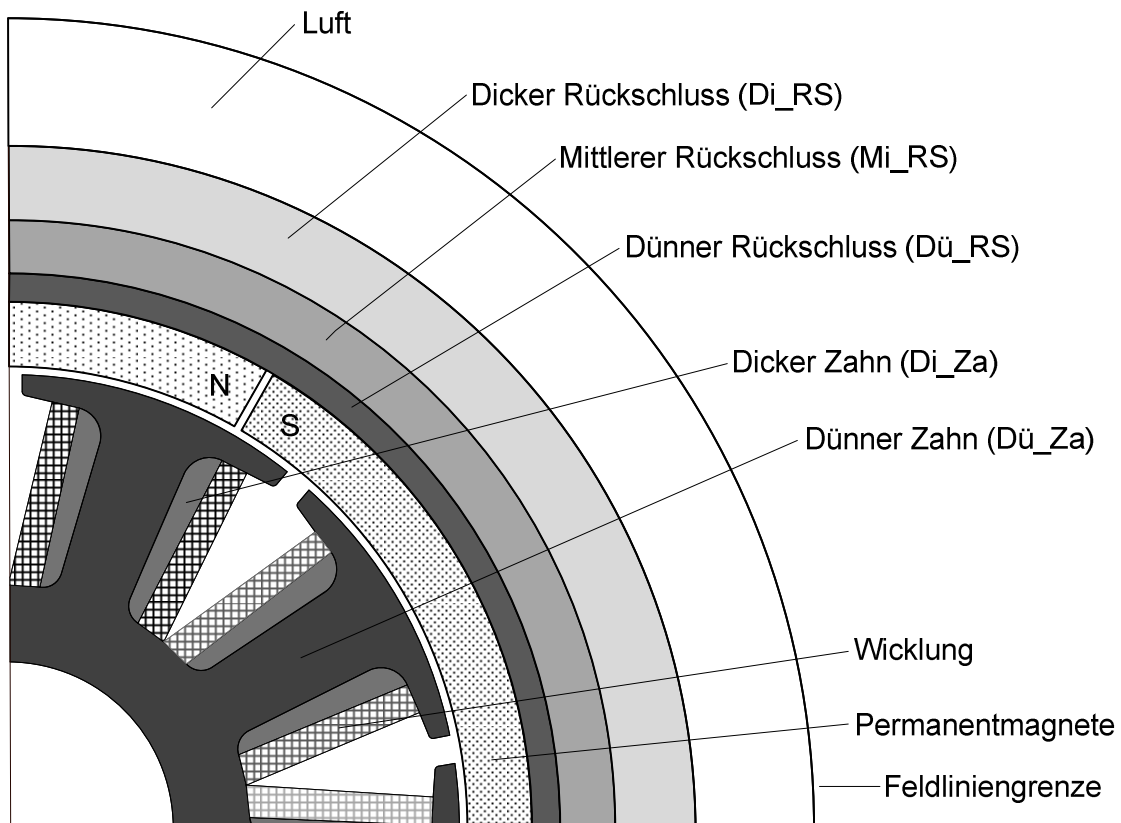 Luft
Dicker Rückschluss (Di_RS)
Mittlerer Rückschluss (Mi_RS)
Dünner Rückschluss (Dü_RS)
Dicker Zahn (Di_Za)
N
S
Dünner Zahn (Dü_Za)
Wicklung
Permanentmagnete
Feldliniengrenze